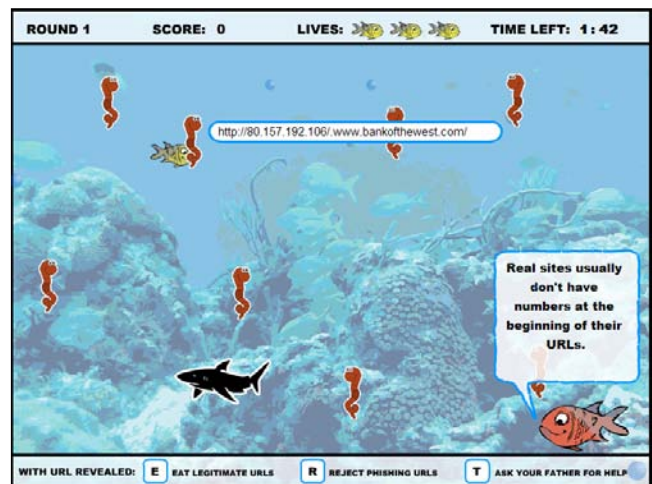 ROUND 1 SCORE: 0 LIVES: TIME LEFT: 1:42
http://80.157.192.106/.www.bankofthewest.com/
Real sites usually
don't have
numbers at the
beginning of their
URLs.
WITH URL REVEALED: E EAT LEGITIMATE URLS R REJECT PHISHING URLS T ASK YOUR FATHER FOR HELP